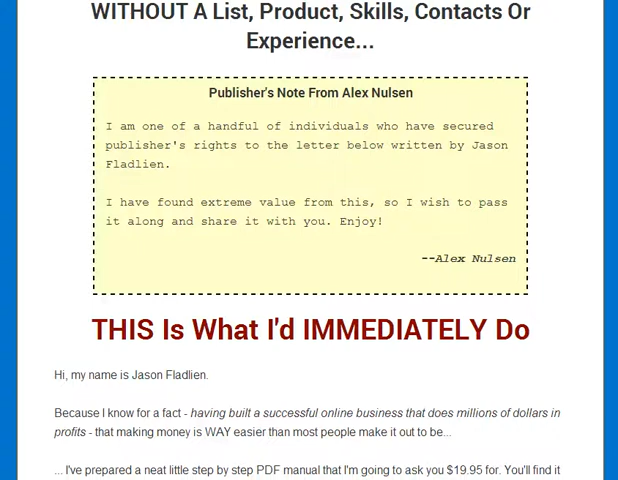 WITHOUT A List, Product, Skills, Contacts Or
Experience...
Publisher's Note From Alex Nulsen
I am one of a handful of individuals who have secured
publisher's rights to the letter below written by Jason
Fladlien.
I have found extreme value from this, so I wish to pass
it along and share it with you. Enjoy!
--Alex Nulsen
THIS Is What I'd IMMEDIATELY Do
Hi, my name is Jason Fladlien.
Because I know for a fact - having built a successful online business that does millions of dollars in
profits - that making money is WAY easier than most people make it out to be...
... I've prepared a neat little step by step PDF manual that I'm going to ask you $19.95 for. You'll find it